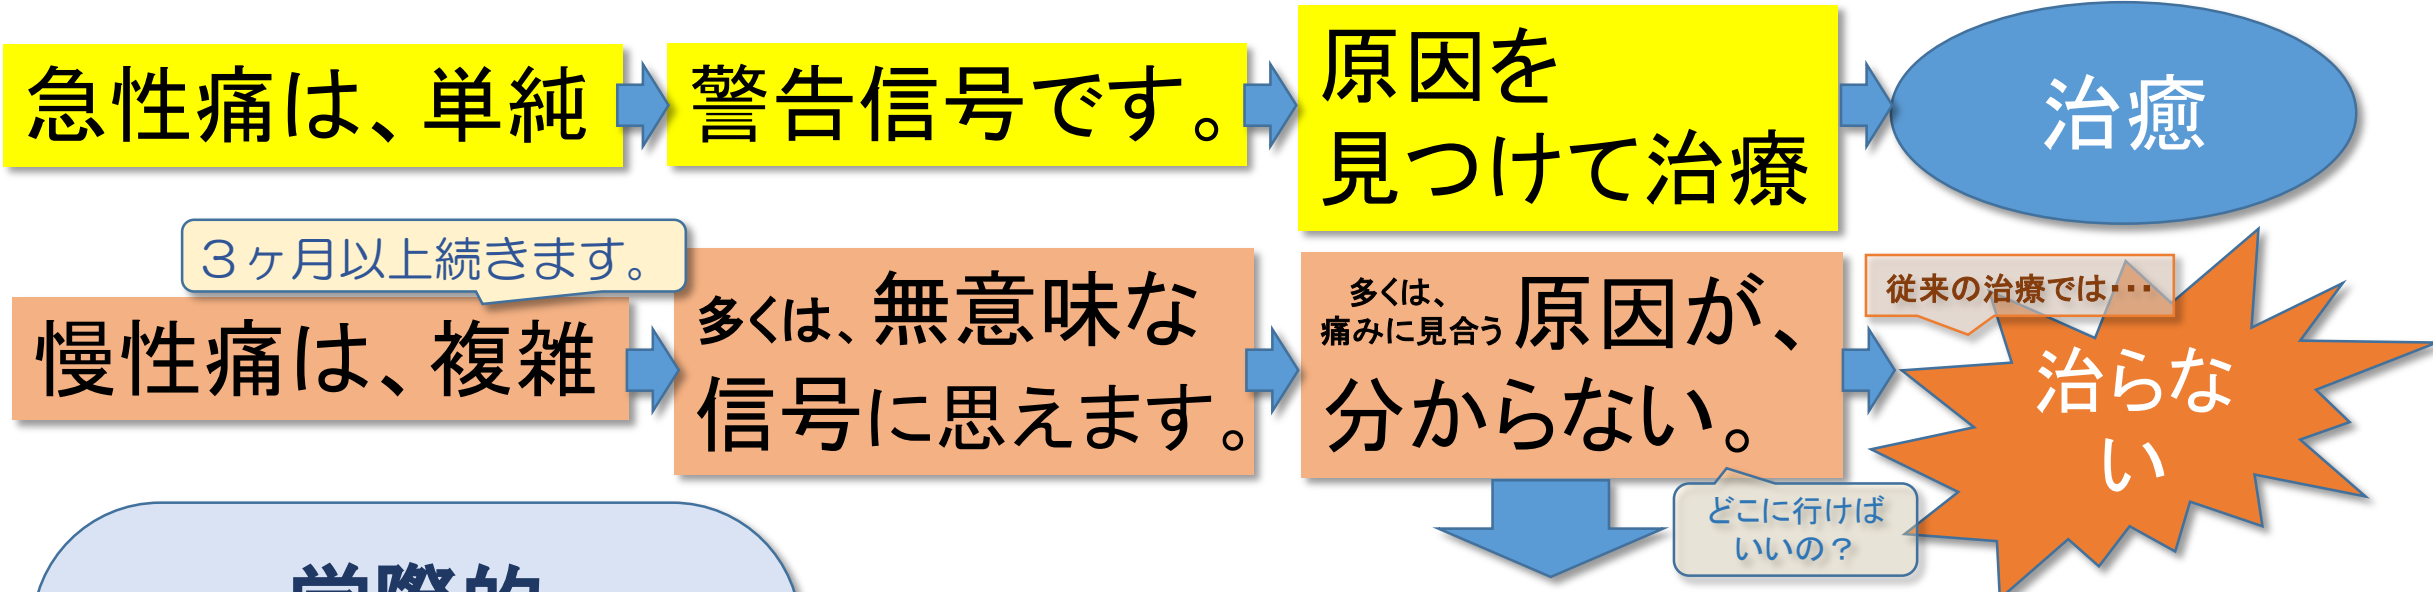 急性痛は、単純
警告信号です。
原因を
見つけて治療
治癒
３ヶ月以上続きます。
慢性痛は、複雑
多くは、無意味な
信号に思えます。
多くは、
痛みに見合う原因が、
分からない。
従来の治療では・・・
治らな
い
どこに行けば
いいの？
学際的